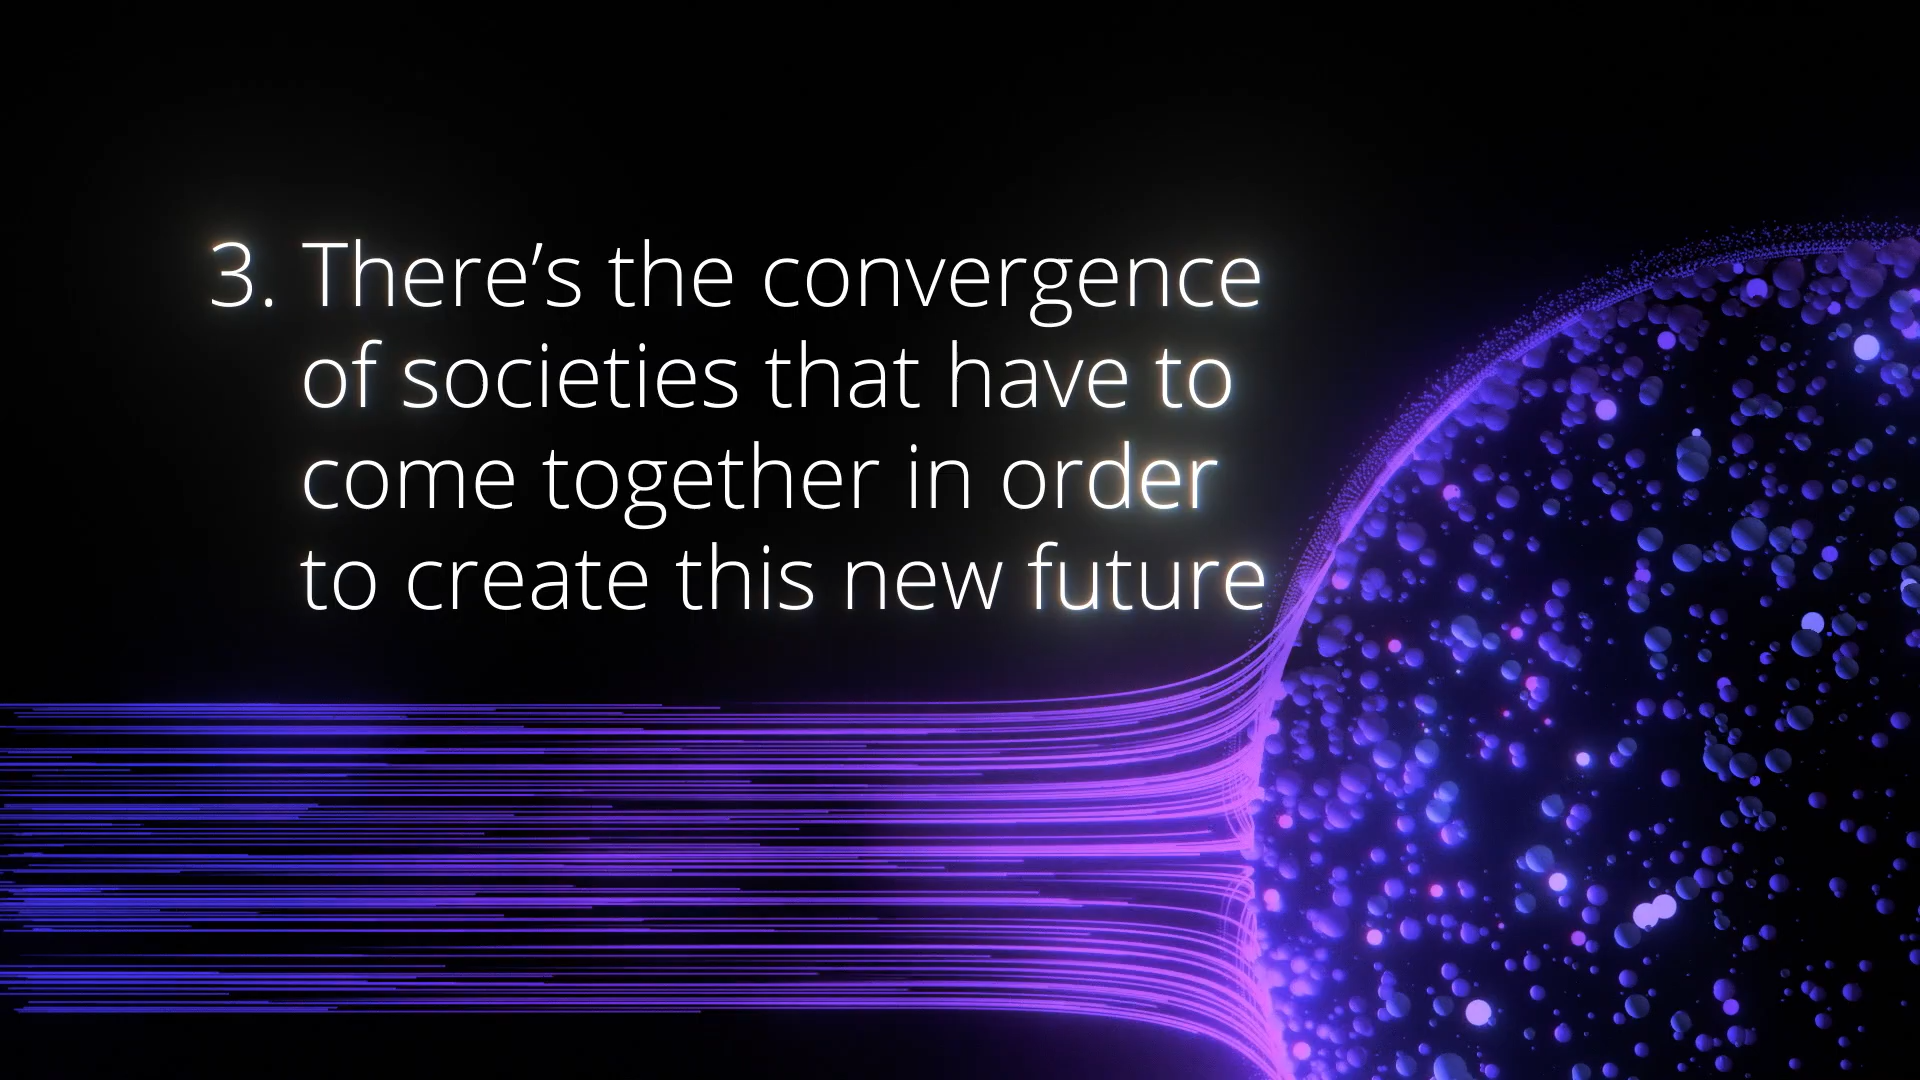 3. There’s the convergence
of societies that have to
come together in order
to create this new future